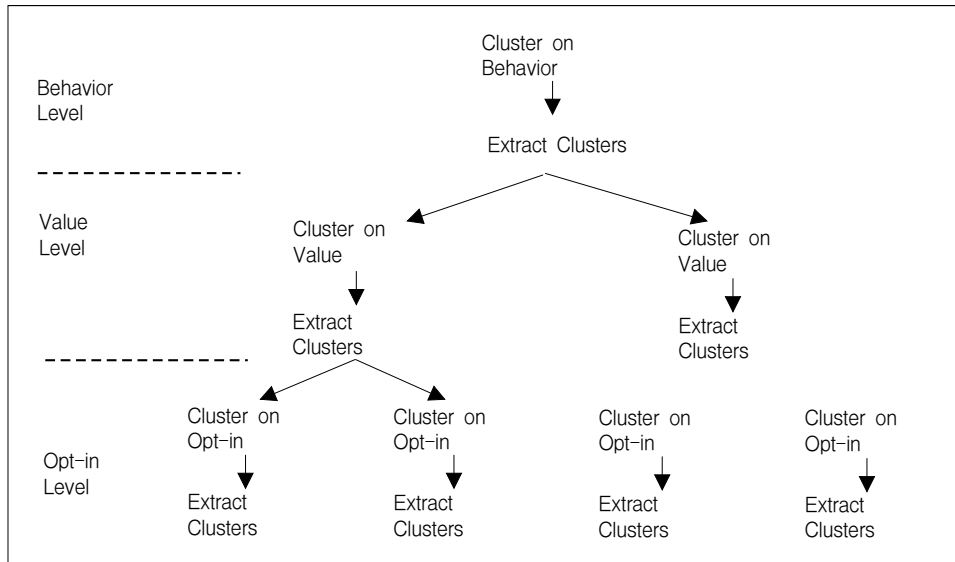 Cluster on
Behavior
Behavior
Level
Extract Clusters
Value
Level
Cluster on
Value
Cluster on
Value
Extract
Clusters
Extract
Clusters
Cluster on
Opt-in
Cluster on
Opt-in
Cluster on
Opt-in
Cluster on
Opt-in
Opt-in
Level
Extract
Clusters
Extract
Clusters
Extract
Clusters
Extract
Clusters